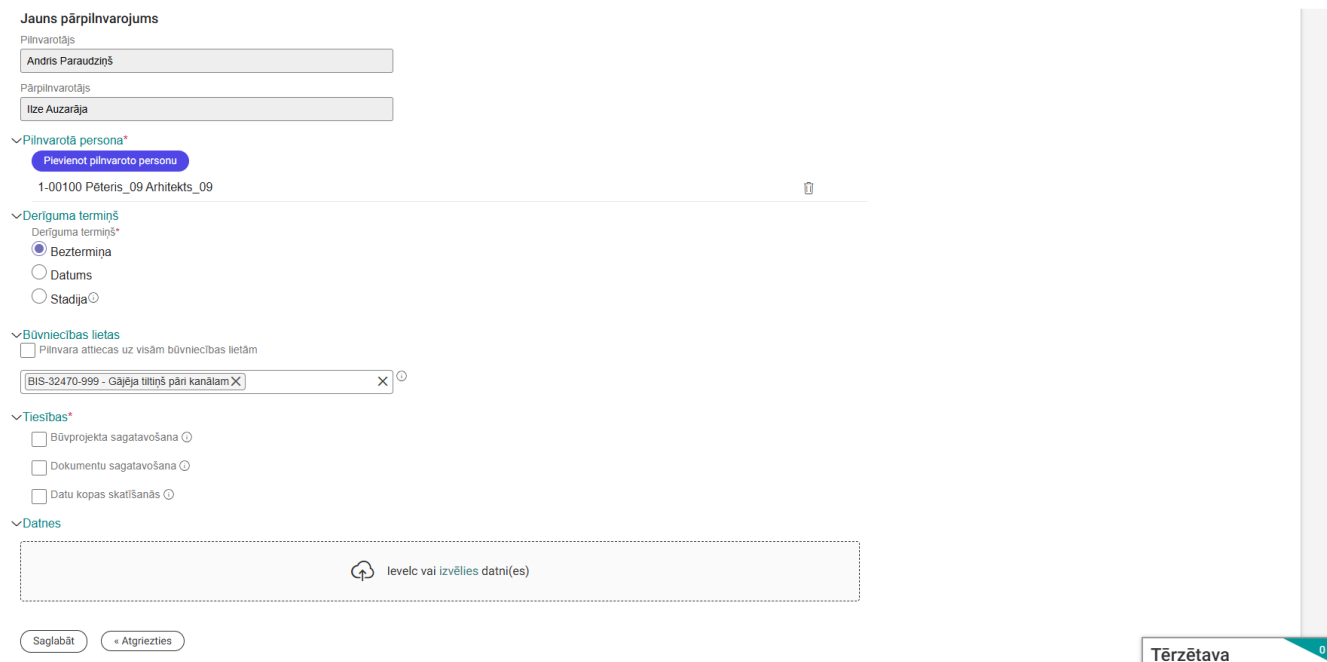 Jauns pārpilnvarojums
Pilnvarotājs
Andris Paraudziņš
Pārpilnvarotājs
Ilze Auzarāja
Pilnvarotā persona*
Pievienot pilnvaroto personu
1-00100 Pēteris_09 Arhitekts_09
Derīguma termiņš
Derīguma termiņš*
Beztermiņa
Datums
Stadija
Būvniecības lietas
Pilnvara attiecas uz visām būvniecības lietām
BIS-32470-999 - Gājēja tiltiņš pāri kanālam
Tiesības*
Būvprojekta sagatavošana
Dokumentu sagatavošana
Datu kopas skatīšanās
Datnes
Ievelc vai izvēlies datni(es)
Saglabāt « Atgriezties
Tērzētava 0